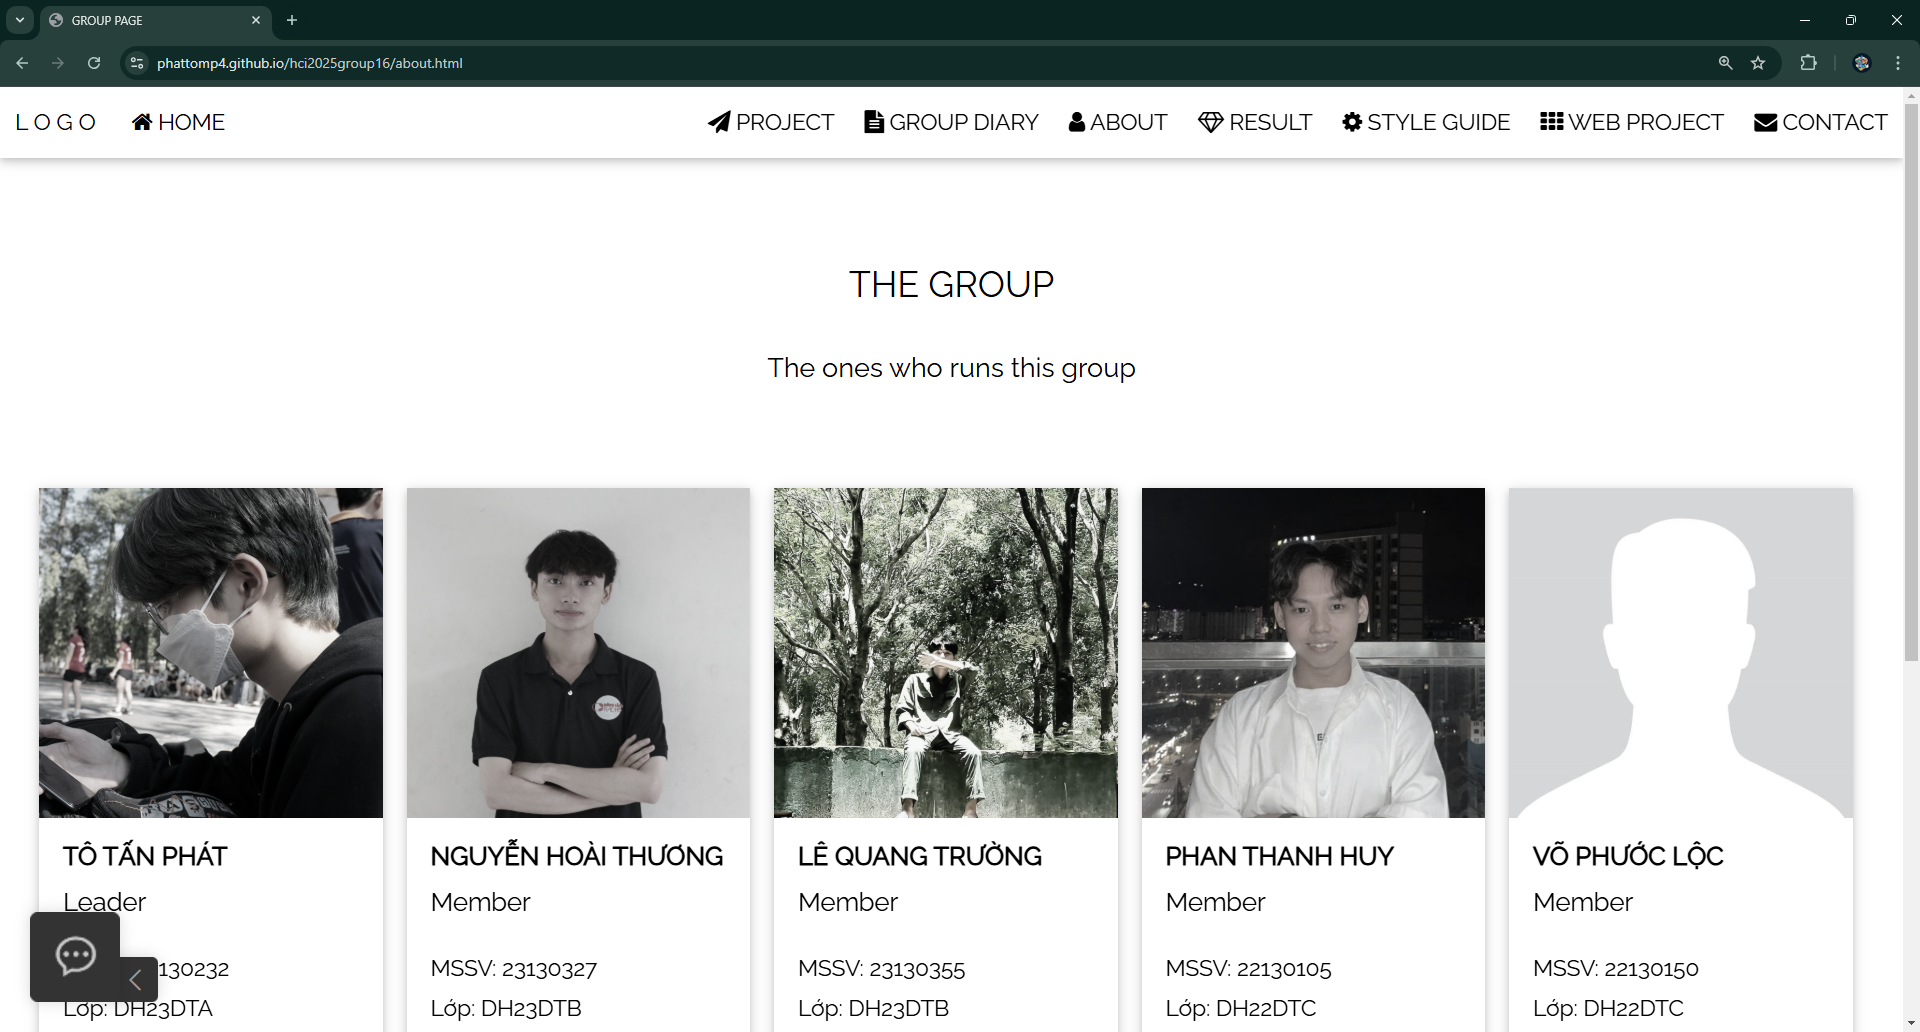 GROUP PAGE
phattomp4.github.io/hci2025group16/about.html
LOGO HOME PROJECT GROUP DIARY ABOUT RESULT STYLE GUIDE WEB PROJECT CONTACT
THE GROUP
The ones who runs this group
TÔ TẤN PHÁT
Leader
130232
Lớp: DH23DTA
NGUYỄN HOÀI THƯƠNG
Member
MSSV: 23130327
Lớp: DH23DTB
LÊ QUANG TRƯỜNG
Member
MSSV: 23130355
Lớp: DH23DTB
PHAN THANH HUY
Member
MSSV: 22130105
Lớp: DH22DTC
VÕ PHƯỚC LỘC
Member
MSSV: 22130150
Lớp: DH22DTC